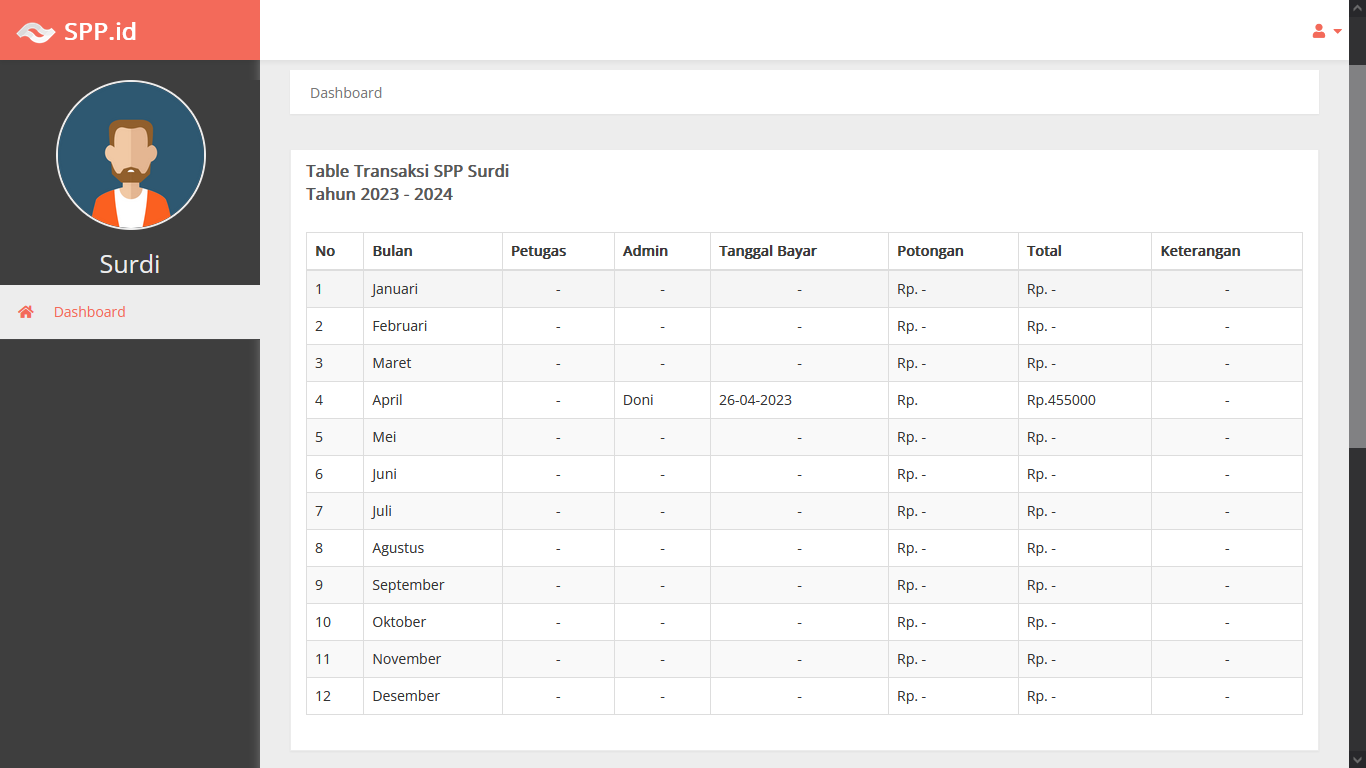 SPP.id
Surdi
Dashboard
Dashboard
Table Transaksi SPP Surdi
Tahun 2023 - 2024
No Bulan Petugas Admin Tanggal Bayar Potongan Total Keterangan
1 Januari - - - Rp. - Rp. - -
2 Februari - - - Rp. - Rp. - -
3 Maret - - - Rp. - Rp. - -
4 April - Doni 26-04-2023 Rp. Rp.455000 -
5 Mei - - - Rp. - Rp. - -
6 Juni - - - Rp. - Rp. - -
7 Juli - - - Rp. - Rp. - -
8 Agustus - - - Rp. - Rp. - -
9 September - - - Rp. - Rp. - -
10 Oktober - - - Rp. - Rp. - -
11 November - - - Rp. - Rp. - -
12 Desember - - - Rp. - Rp. - -